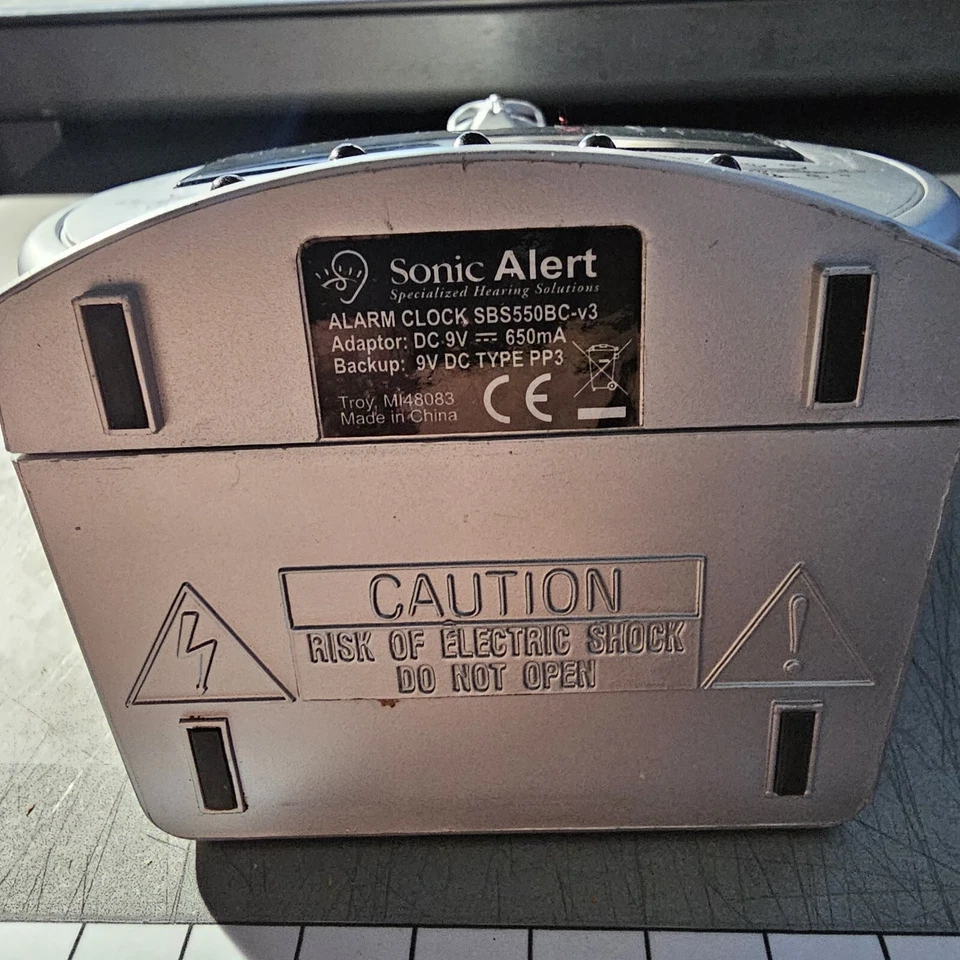 Sonic Alert
Specialized Hearing Solutions
ALARM CLOCK SBS550BC-v3
Adaptor: DC 9V ⎓ 650mA
Backup: 9V DC TYPE PP3
Troy, MI48083
Made in China
CE
CAUTION
RISK OF ELECTRIC SHOCK
DO NOT OPEN